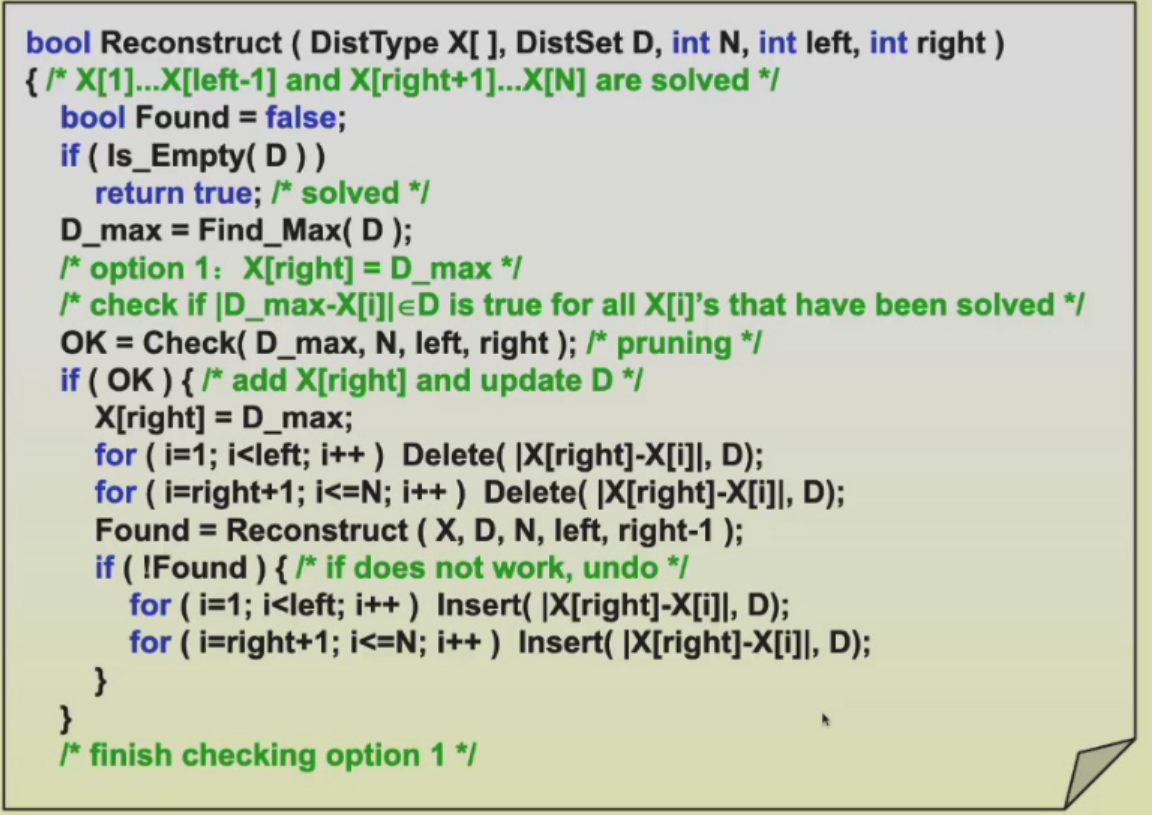 bool Reconstruct ( DistType X[ ], DistSet D, int N, int left, int right )
{ /* X[1]...X[left-1] and X[right+1]...X[N] are solved */
bool Found = false;
if ( Is_Empty( D ) )
return true; /* solved */
D_max = Find_Max( D );
/* option 1：X[right] = D_max */
/* check if |D_max-X[i]|∈D is true for all X[i]’s that have been solved */
OK = Check( D_max, N, left, right ); /* pruning */
if ( OK ) { /* add X[right] and update D */
X[right] = D_max;
for ( i=1; i<left; i++ ) Delete( |X[right]-X[i]|, D);
for ( i=right+1; i<=N; i++ ) Delete( |X[right]-X[i]|, D);
Found = Reconstruct ( X, D, N, left, right-1 );
if ( !Found ) { /* if does not work, undo */
for ( i=1; i<left; i++ ) Insert( |X[right]-X[i]|, D);
for ( i=right+1; i<=N; i++ ) Insert( |X[right]-X[i]|, D);
}
}
/* finish checking option 1 */